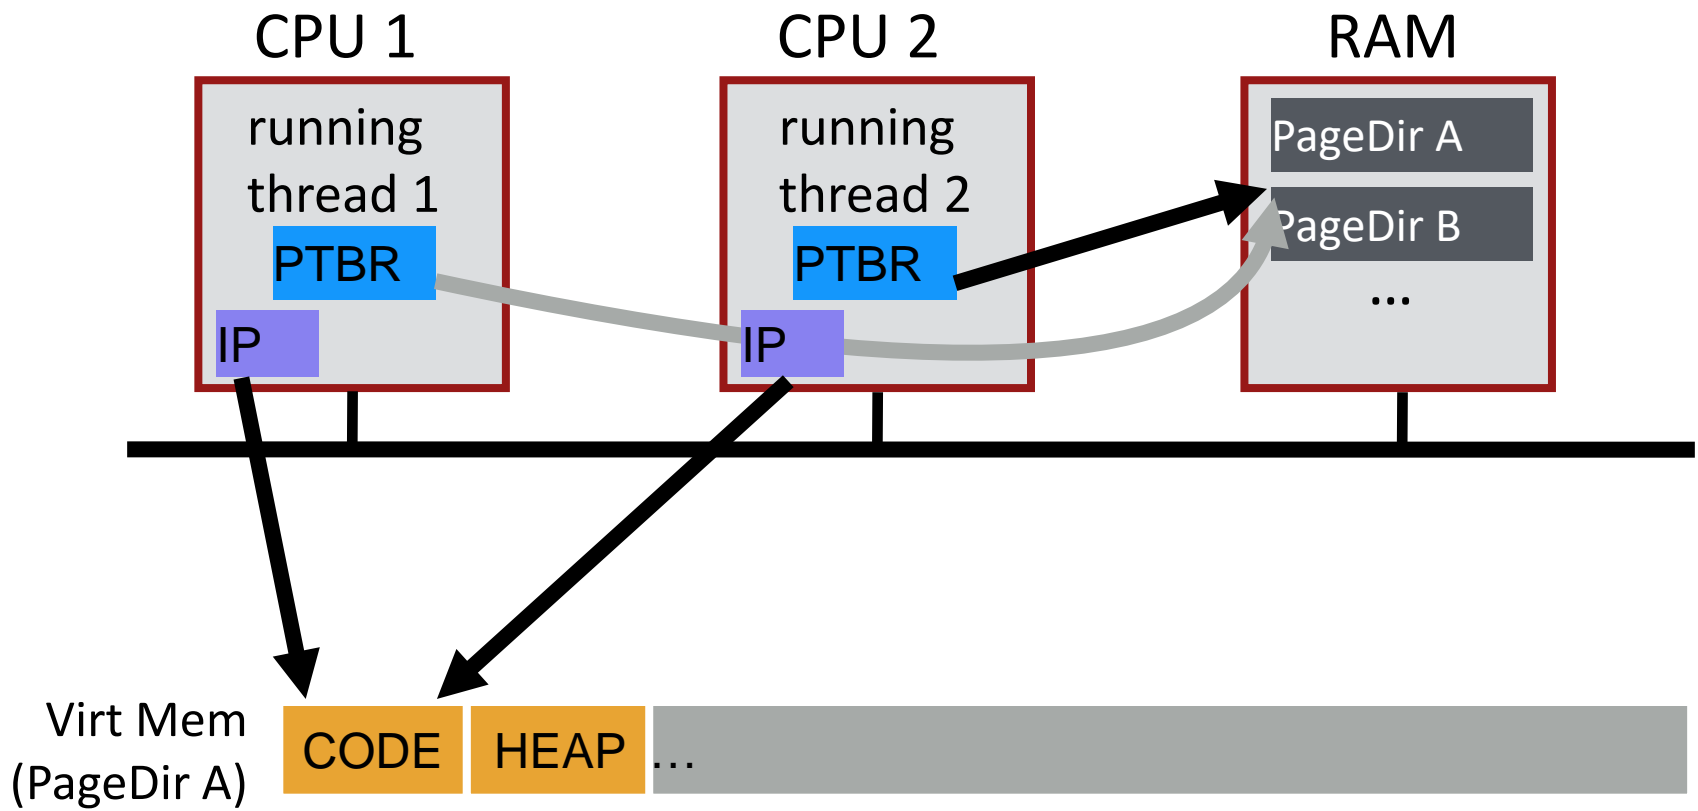 CPU 1
CPU 2
RAM
running
thread 1
PTBR
IP
running
thread 2
PTBR
IP
PageDir A
PageDir B
...
Virt Mem
(PageDir A)
CODE
HEAP
...